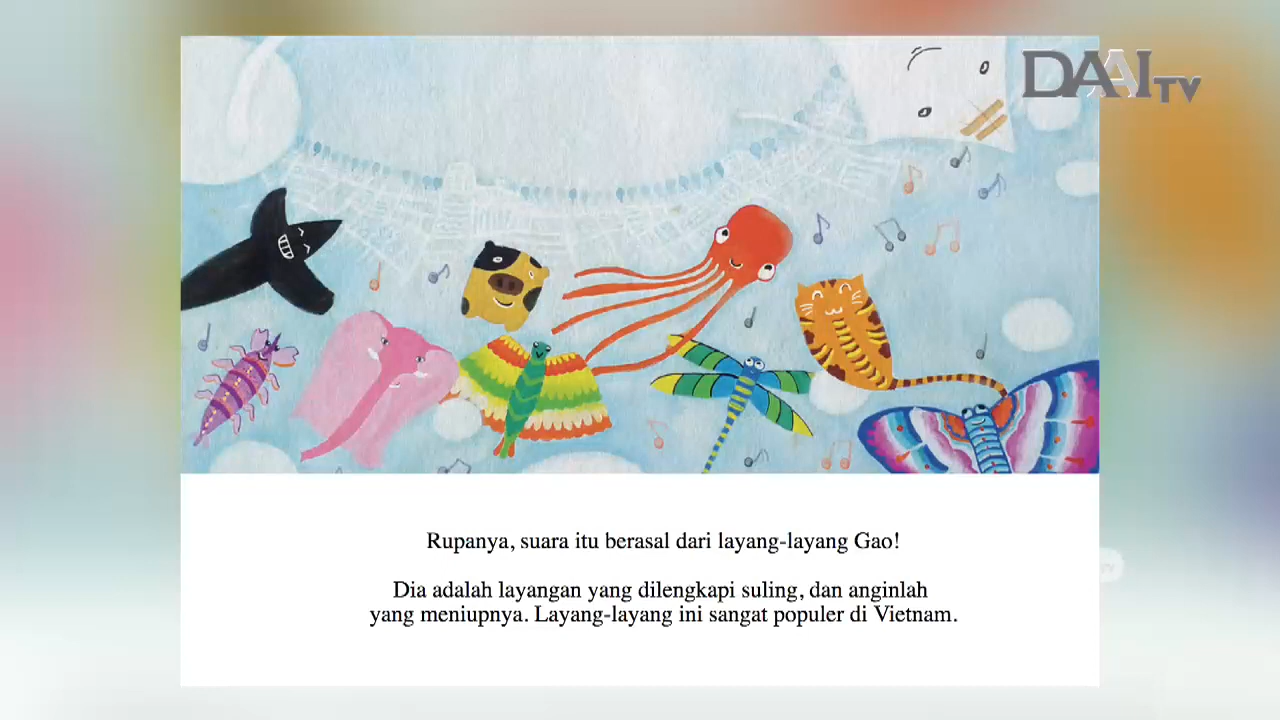 DAAI TV
Rupanya, suara itu berasal dari layang-layang Gao!
Dia adalah layangan yang dilengkapi suling, dan anginlah
yang meniupnya. Layang-layang ini sangat populer di Vietnam.